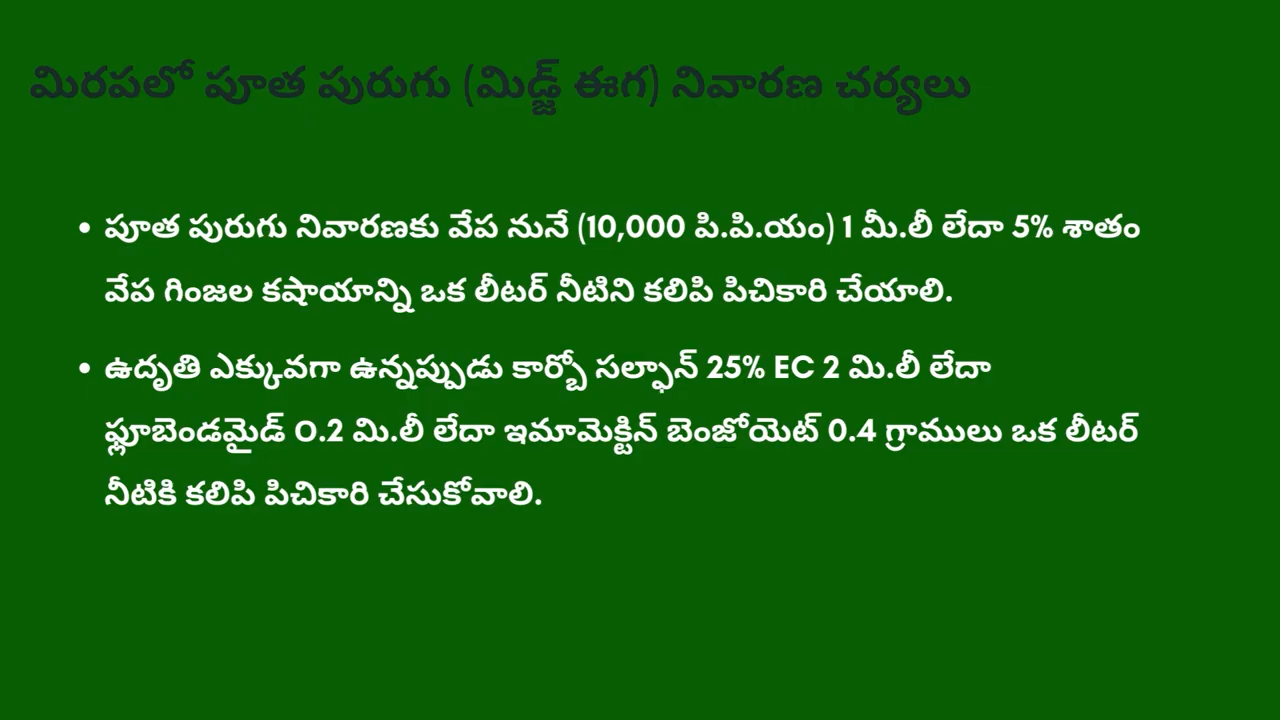 మిరపలో పూత పురుగు (మిడ్జ్ ఈగ) నివారణ చర్యలు
• పూత పురుగు నివారణకు వేప నునే (10,000 పి.పి.యం) 1 మీ.లీ లేదా 5% శాతం
వేప గింజల కషాయాన్ని ఒక లీటర్ నీటిని కలిపి పిచికారి చేయాలి.
• ఉదృతి ఎక్కువగా ఉన్నప్పుడు కార్బో సల్ఫాన్ 25% EC 2 మి.లీ లేదా
ఫ్లూబెండమైడ్ 0.2 మి.లీ లేదా ఇమామెక్టిన్ బెంజోయెట్ 0.4 గ్రాములు ఒక లీటర్
నీటికి కలిపి పిచికారి చేసుకోవాలి.